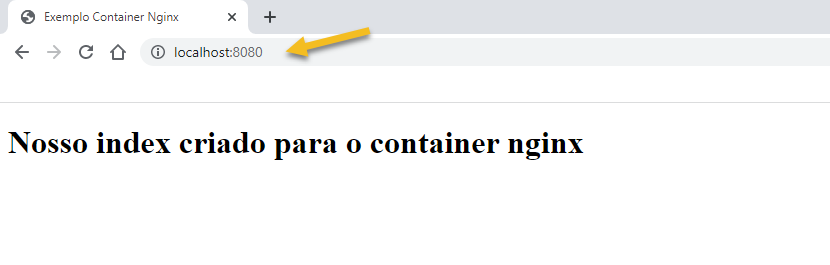 Exemplo Container Nginx
localhost:8080
Nosso index criado para o container nginx